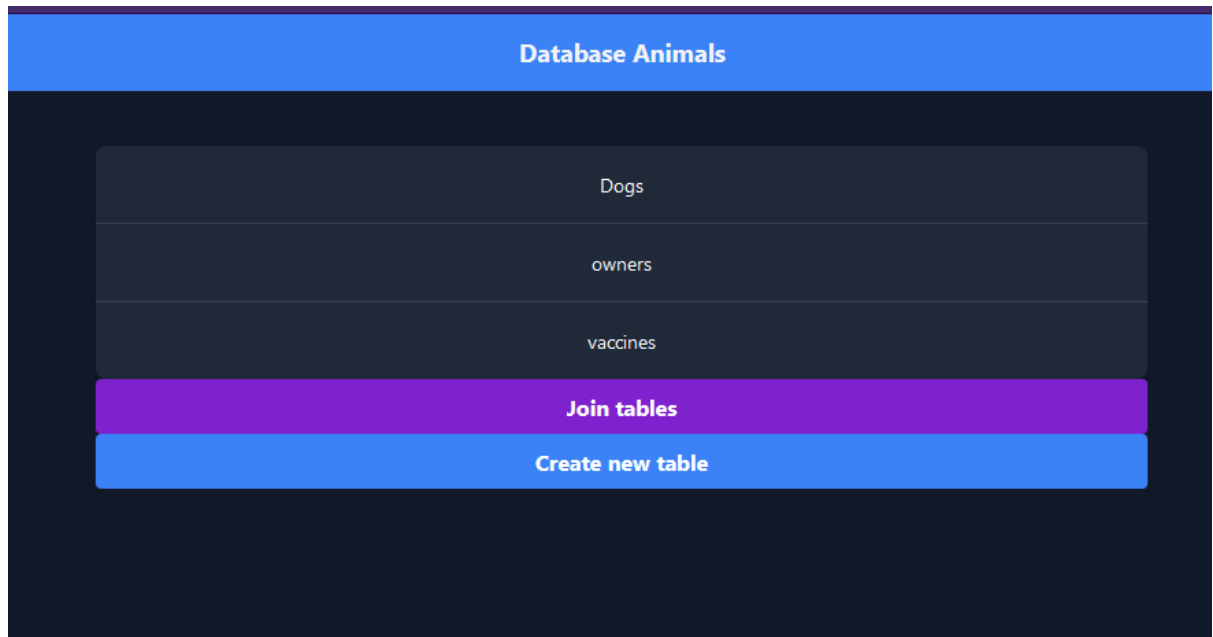 Database Animals
Dogs
owners
vaccines
Join tables
Create new table